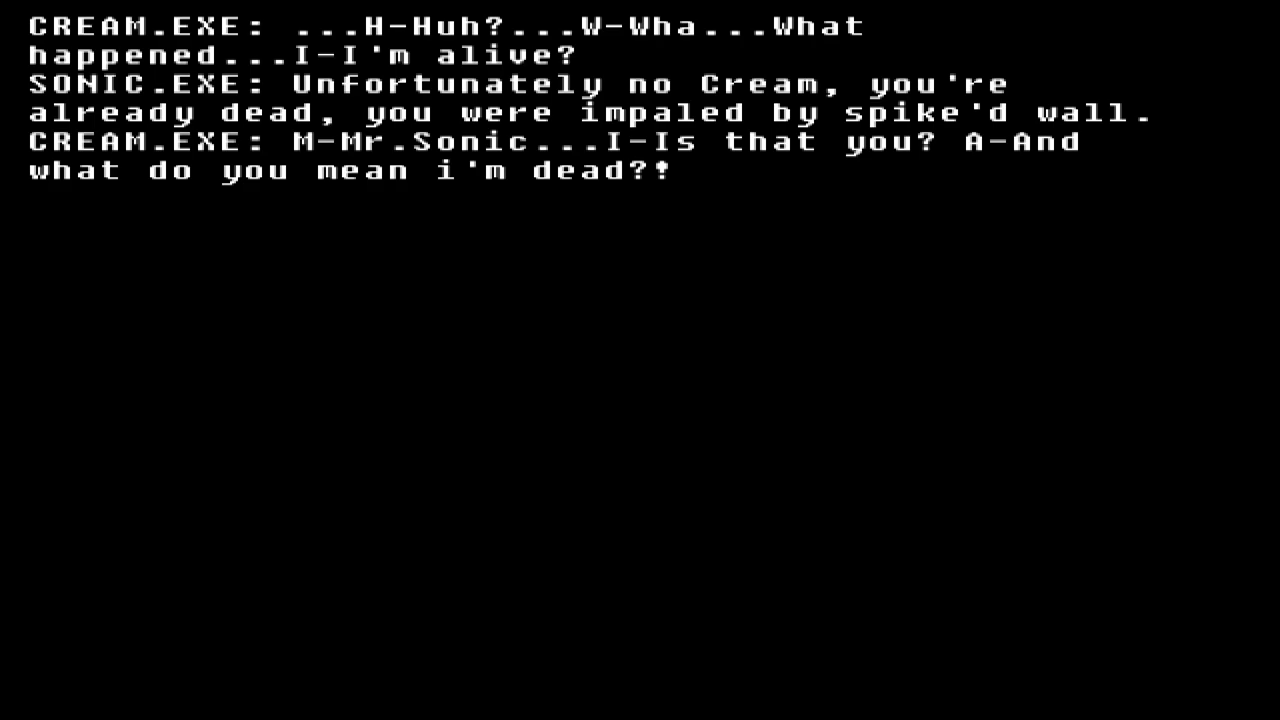 CREAM.EXE: ...H-Huh?...W-Wha...What
happened...I-I'm alive?
SONIC.EXE: Unfortunately no Cream, you're
already dead, you were impaled by spike'd wall.
CREAM.EXE: M-Mr.Sonic...I-Is that you? A-And
what do you mean i'm dead?!